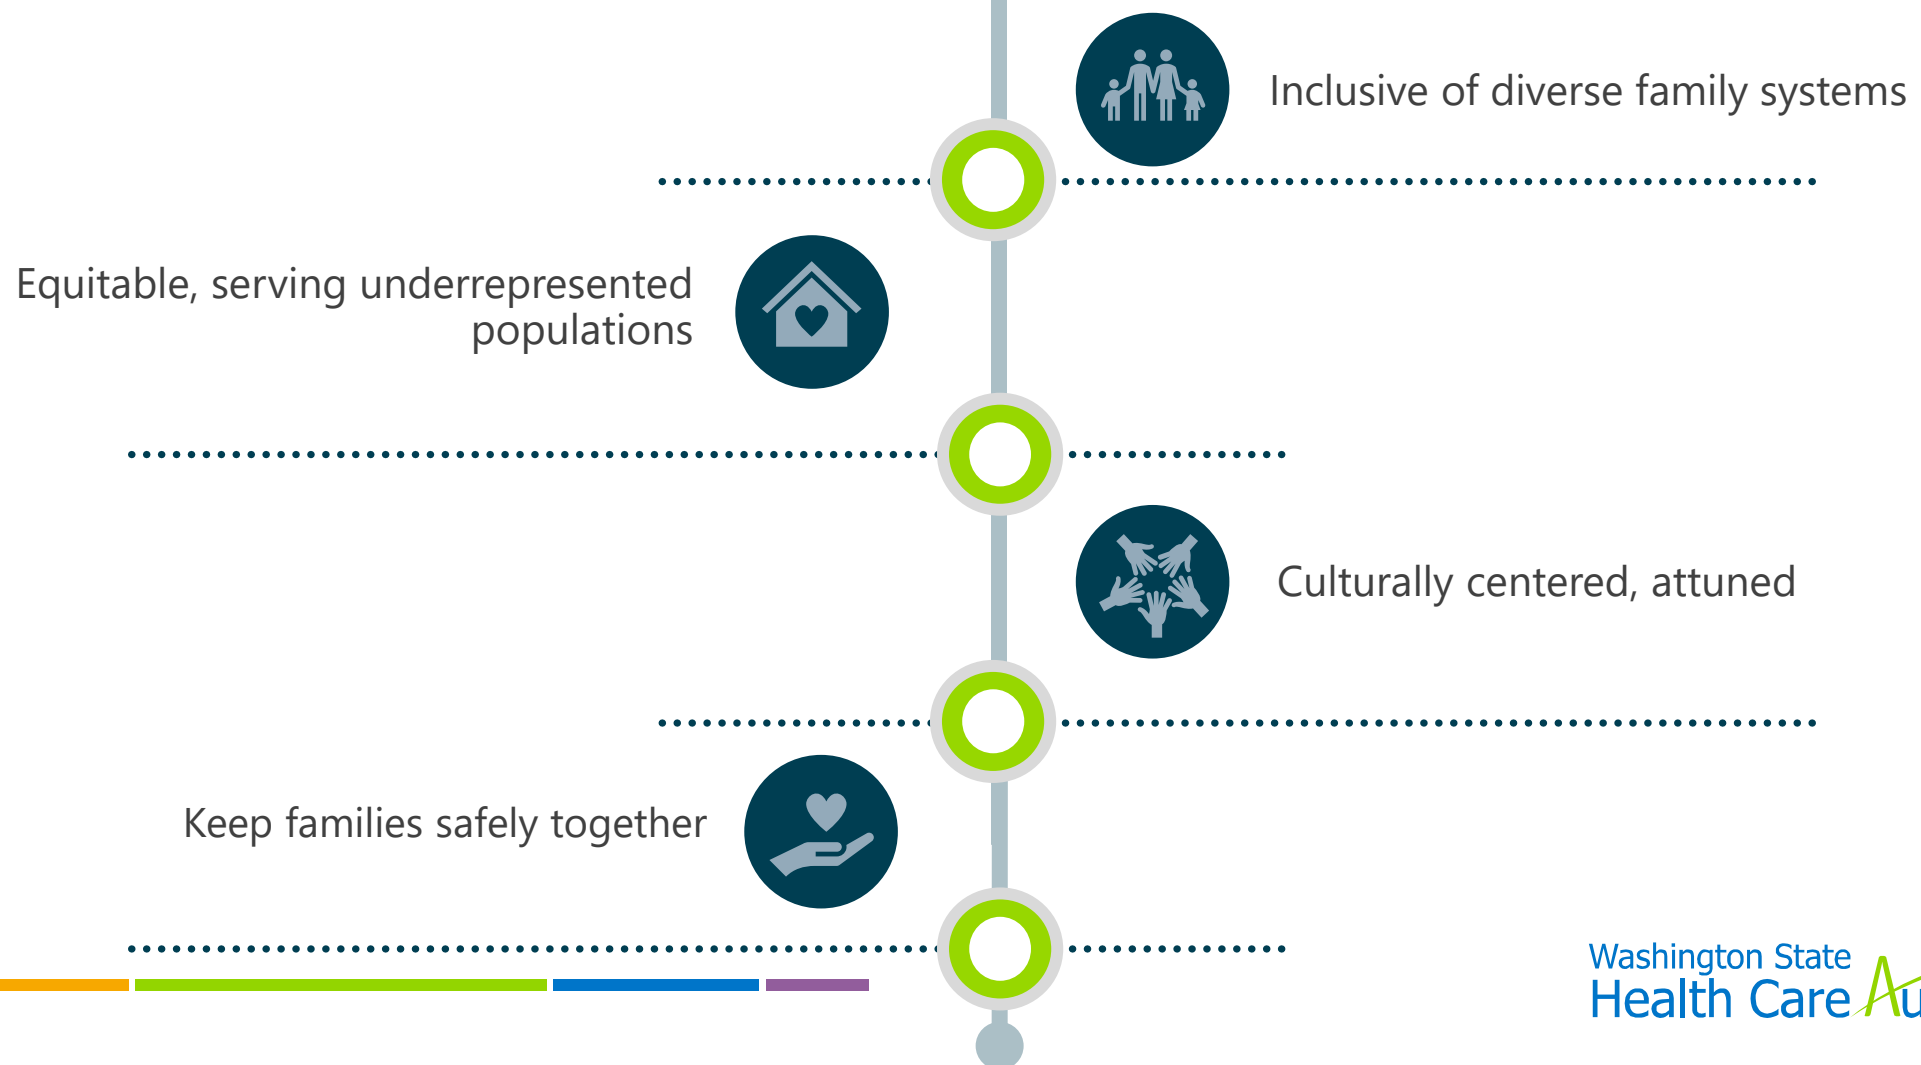 Inclusive of diverse family systems
Equitable, serving underrepresented
populations
Culturally centered, attuned
Keep families safely together
Washington State
Health Care